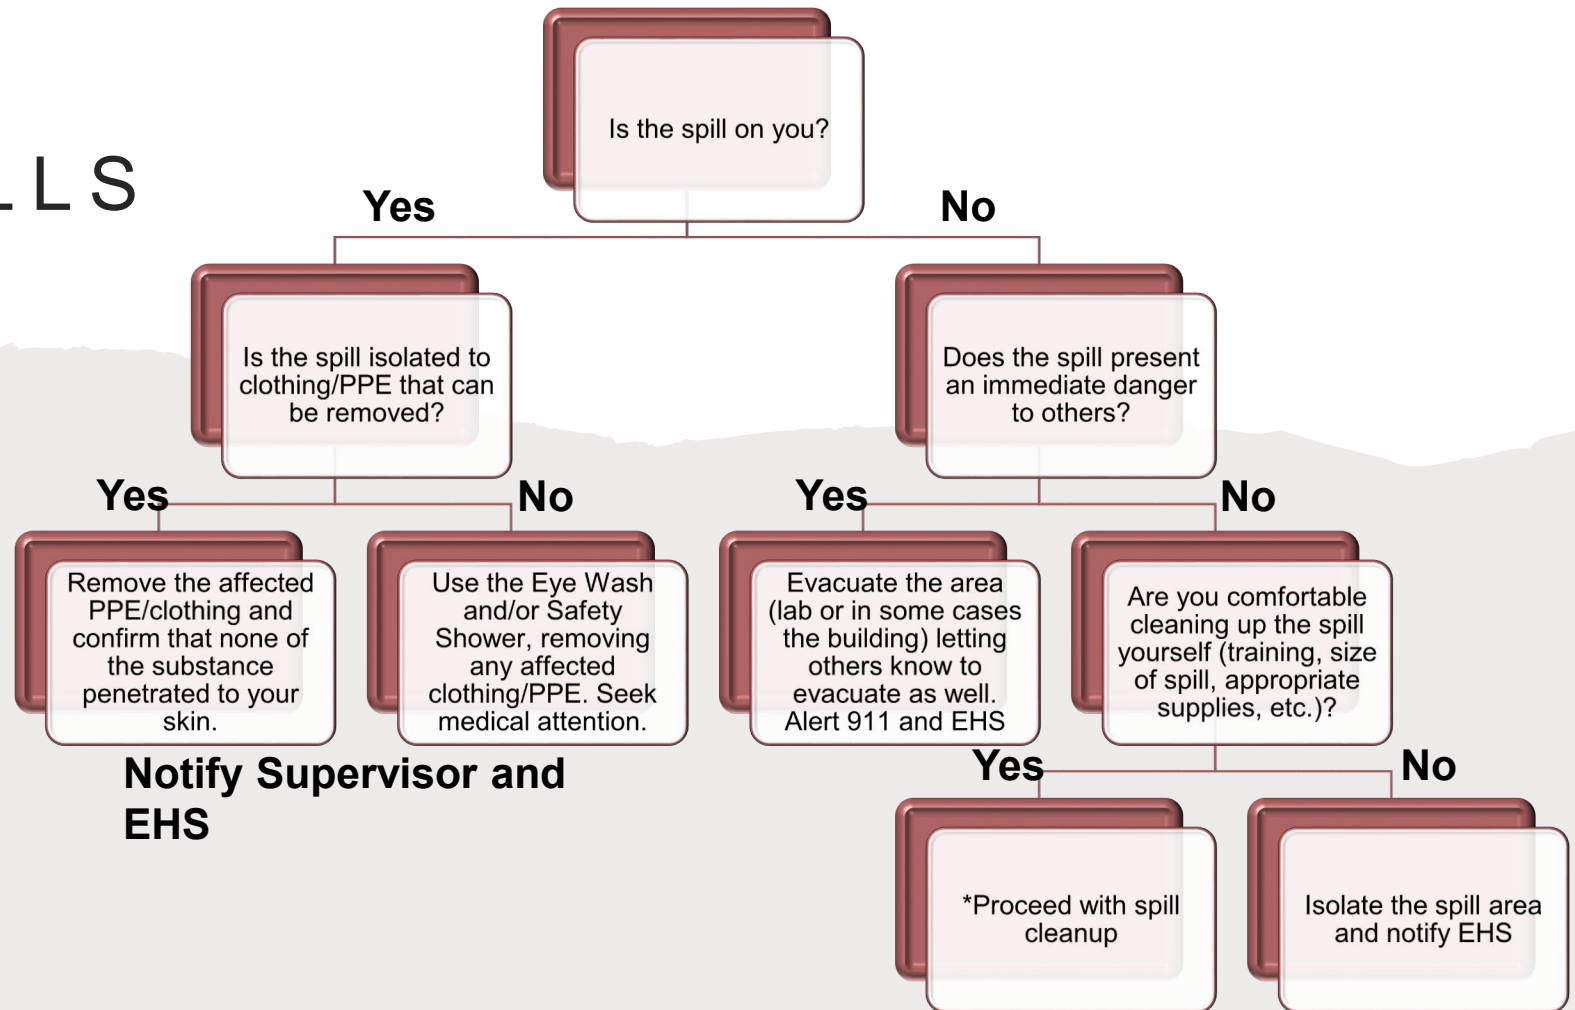 LLS
Is the spill on you?
Yes
No
Is the spill isolated to
clothing/PPE that can
be removed?
Does the spill present
an immediate danger
to others?
Yes
No
Yes
No
Remove the affected
PPE/clothing and
confirm that none of
the substance
penetrated to your
skin.
Use the Eye Wash
and/or Safety
Shower, removing
any affected
clothing/PPE. Seek
medical attention.
Evacuate the area
(lab or in some cases
the building) letting
others know to
evacuate as well.
Alert 911 and EHS
Are you comfortable
cleaning up the spill
yourself (training, size
of spill, appropriate
supplies, etc.)?
Notify Supervisor and
EHS
Yes
No
*Proceed with spill
cleanup
Isolate the spill area
and notify EHS